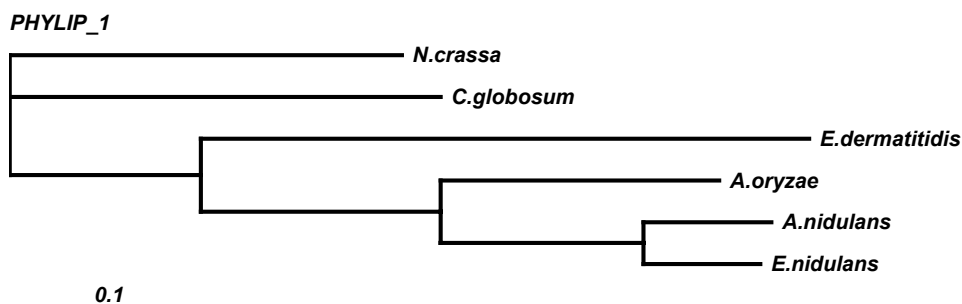 PHYLIP_1
N.crassa
C.globosum
E.dermatitidis
A.oryzae
A.nidulans
E.nidulans
0.1